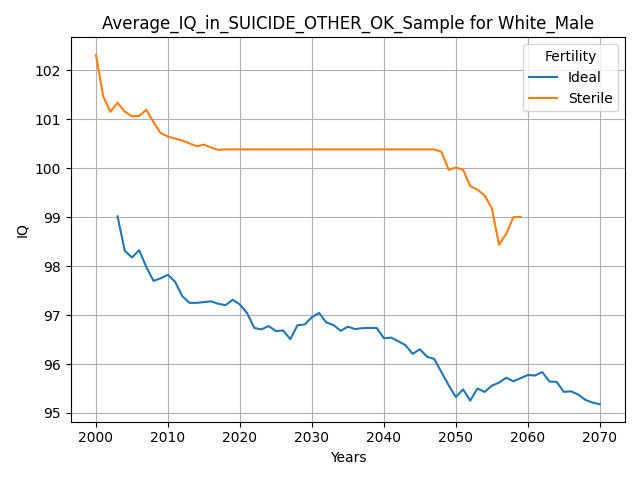 Average_IQ_in_SUICIDE_OTHER_OK_Sample for White_Male
Fertility
Ideal
Sterile
IQ
102
101
100
99
98
97
96
95
2000 2010 2020 2030 2040 2050 2060 2070
Years